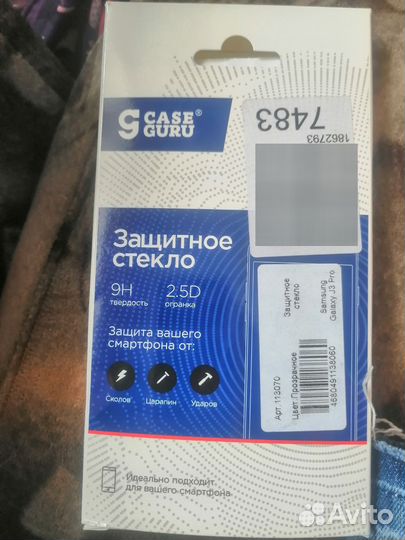 CASE®
GURU
7483
1862793
Защитное
стекло
9H
твердость
2.5D
огранка
Защита вашего
смартфона от:
Сколов
Царапин
Ударов
Защитное
стекло
Samsung
Galaxy J3 Pro
Арт.113070
Цвет Прозрачное
4680491138060
Идеально подходит
для вашего смартфона
Avito